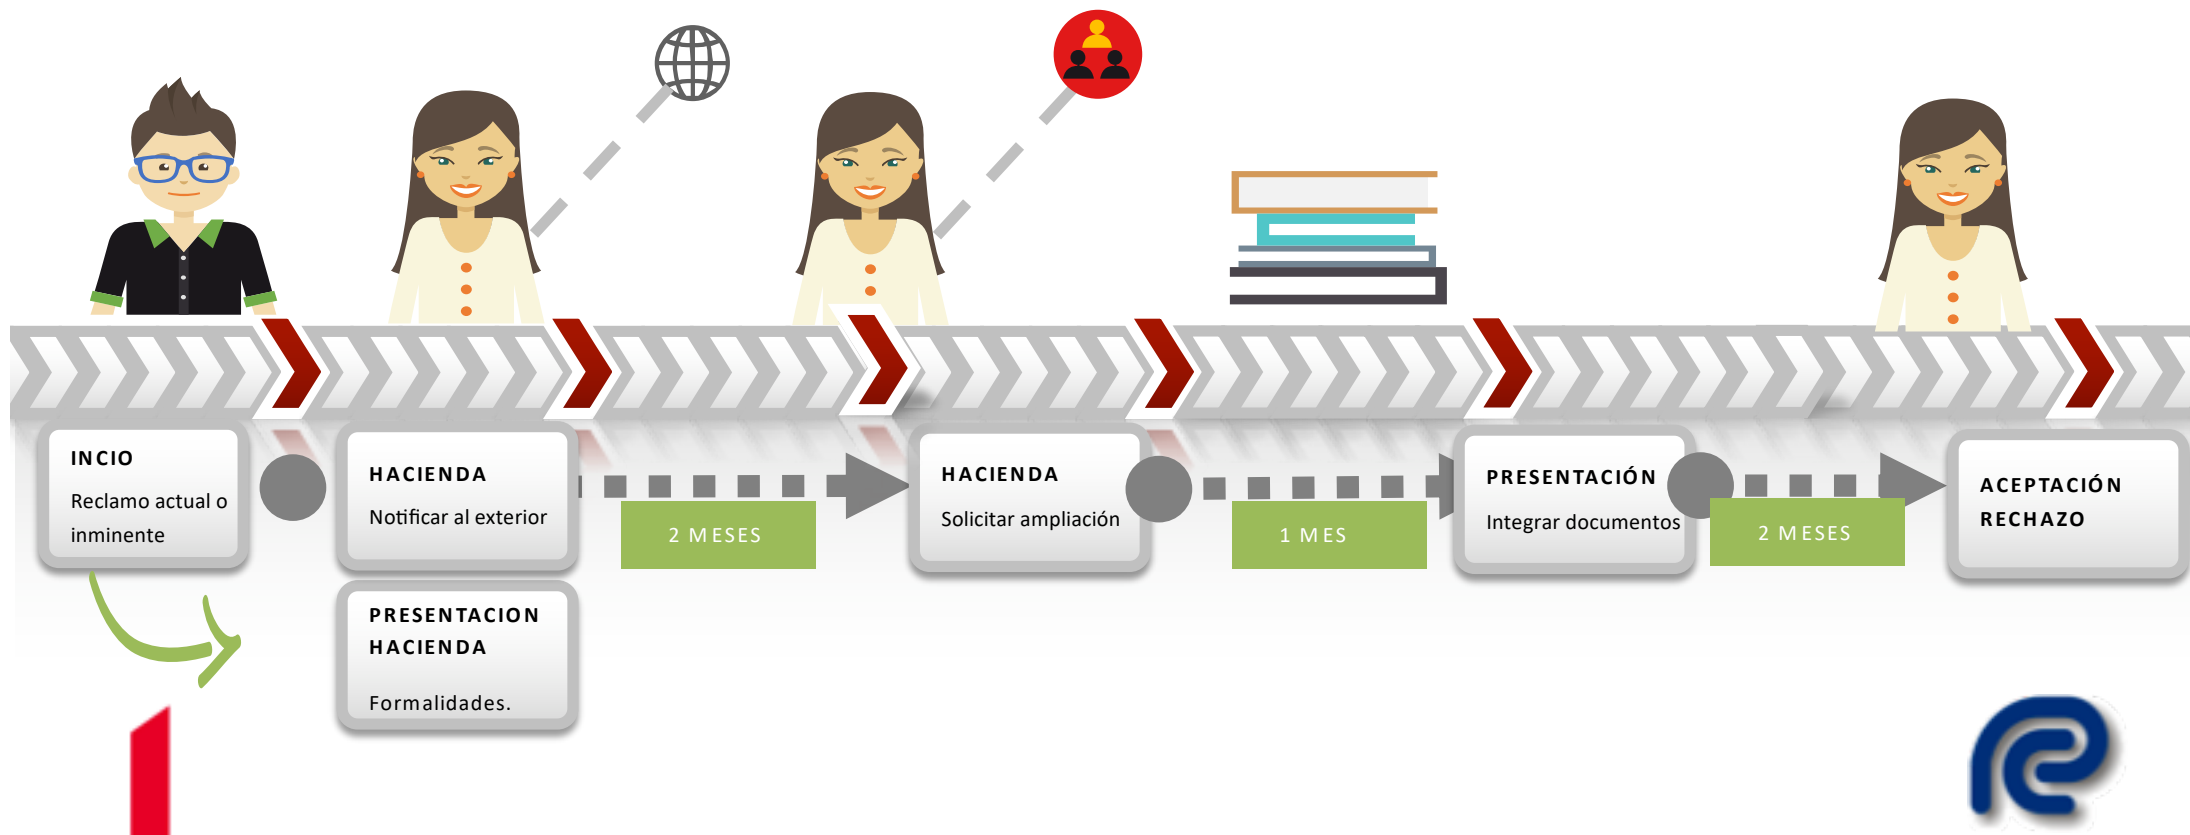 INCIO
Reclamo actual o
inminente
HACIENDA
Notificar al exterior
PRESENTACION
HACIENDA
Formalidades.
2 MESES
HACIENDA
Solicitar ampliación
1 MES
PRESENTACIÓN
Integrar documentos
2 MESES
ACEPTACIÓN
RECHAZO